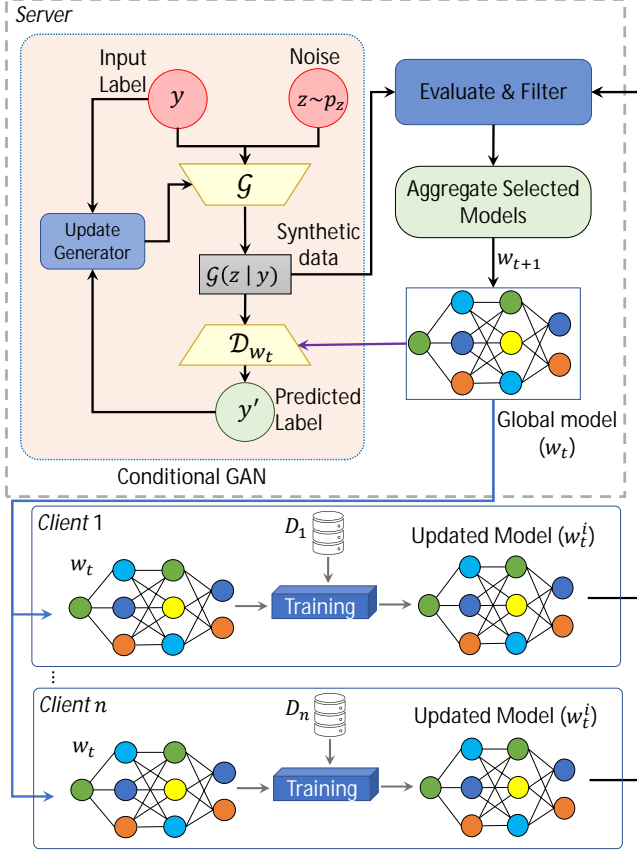 Server
Input
Label
y
Noise
z~p_z
Evaluate & Filter
𝒢
Update
Generator
Aggregate Selected
Models
Synthetic
data
𝒢(z | y)
w_{t+1}
𝒟_{w_t}
y′
Predicted
Label
Global model
(w_t)
Conditional GAN
Client 1
w_t
D_1
Training
Updated Model (w_t^i)
⋮
Client n
w_t
D_n
Training
Updated Model (w_t^i)